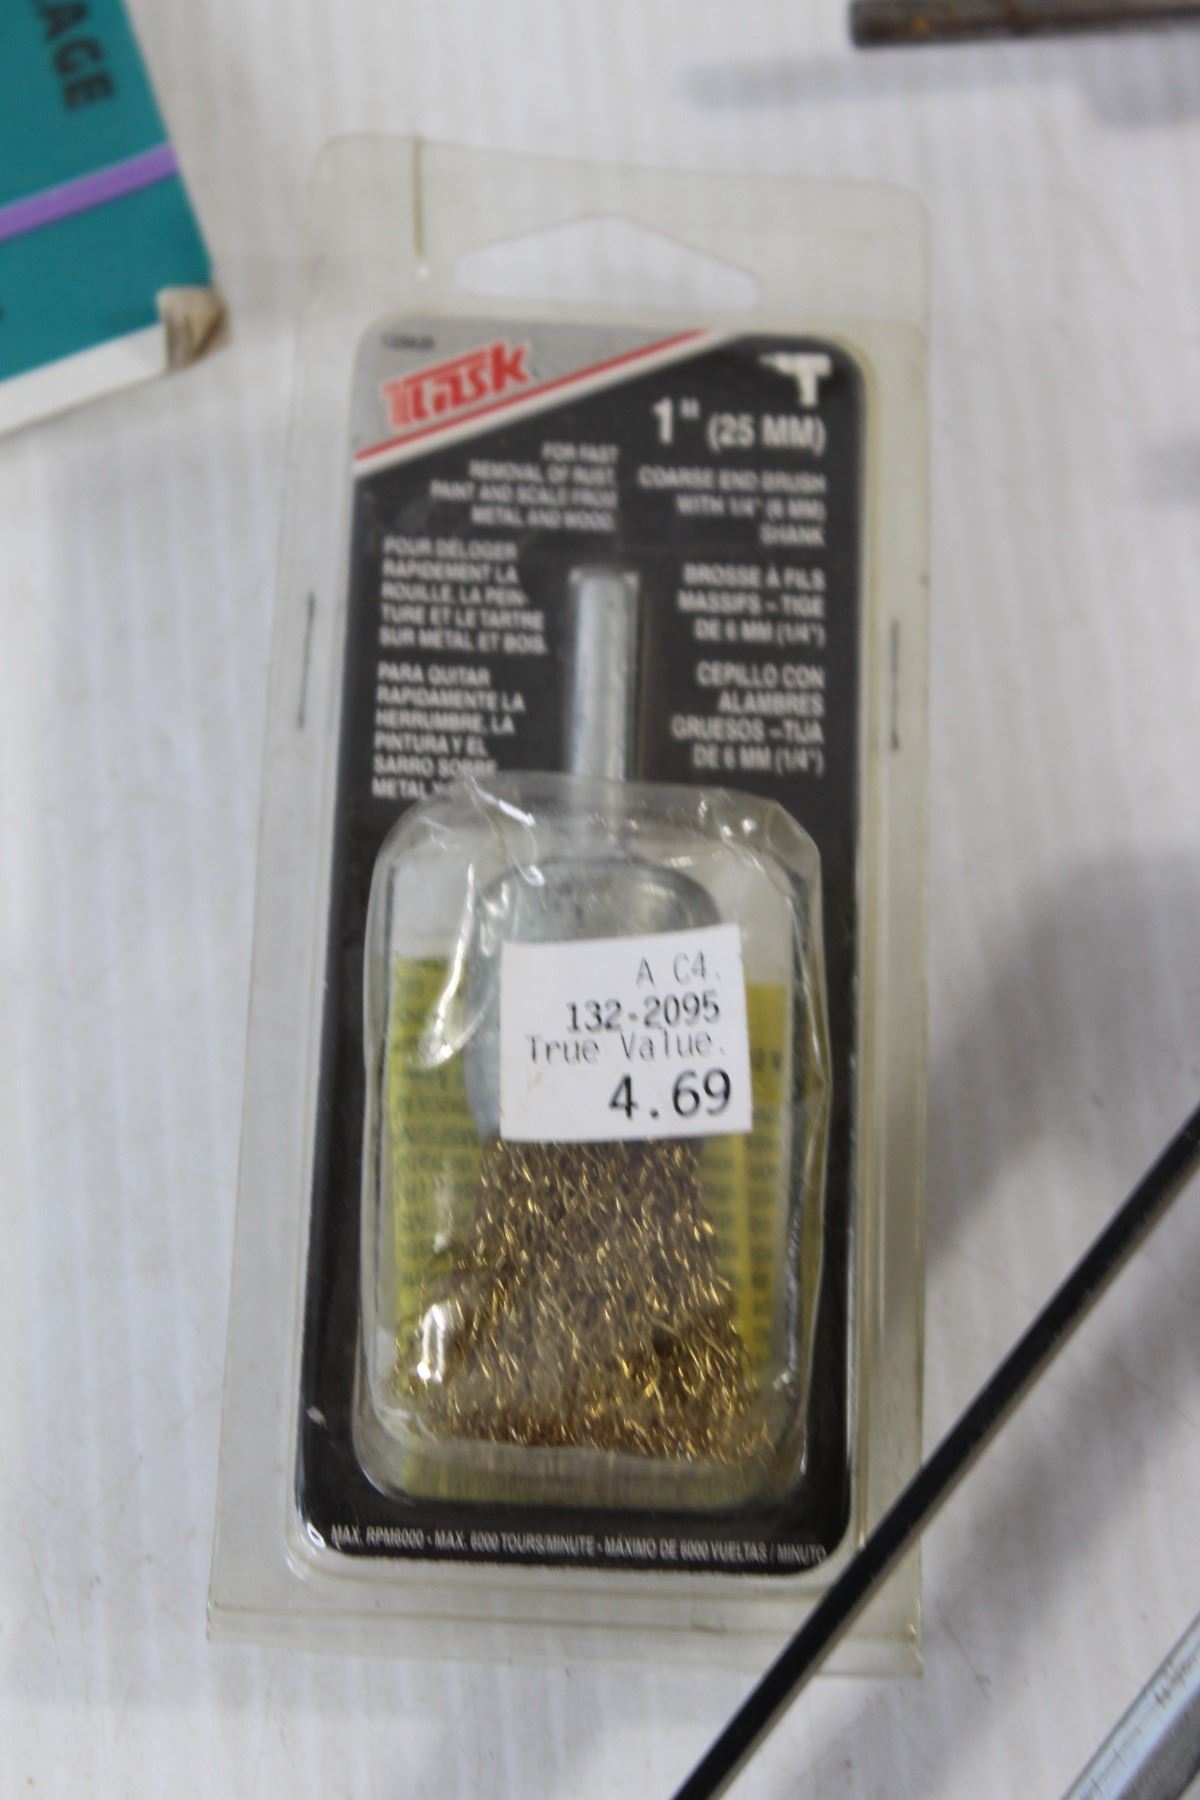 AGE
Task
1" (25 MM)
FOR FAST
REMOVAL OF RUST,
PAINT AND SCALE FROM
METAL AND WOOD.
COARSE END BRUSH
WITH 1/4" (6 MM)
SHANK
POUR DÉLOGER
RAPIDEMENT LA
ROUILLE, LA PEIN-
TURE ET LE TARTRE
SUR METAL ET BOIS.
BROSSE À FILS
MASSIFS – TIGE
DE 6 MM (1/4")
PARA QUITAR
RAPIDAMENTE LA
HERRUMBRE, LA
PINTURA Y EL
SARRO SOBRE
METAL Y
CEPILLO CON
ALAMBRES
GRUESOS – TIJA
DE 6 MM (1/4")
A C4.
132-2095
True Value.
4.69
MAX. RPM6000 - MAX. 6000 TOURS/MINUTE - MÁXIMO DE 6000 VUELTAS / MINUTO